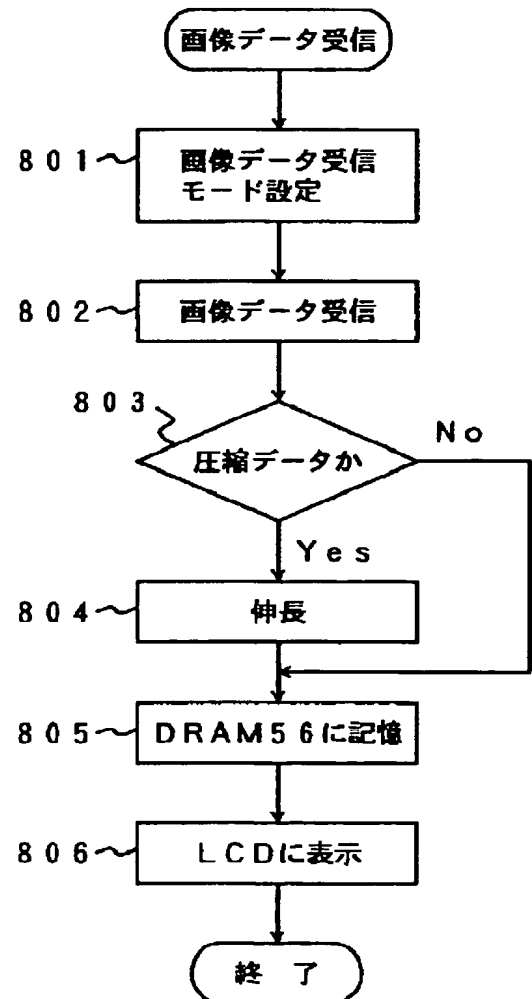 画像データ受信
801
画像データ受信
モード設定
802
画像データ受信
803
圧縮データか
No
Yes
804
伸長
805
DRAM56に記憶
806
LCDに表示
終 了